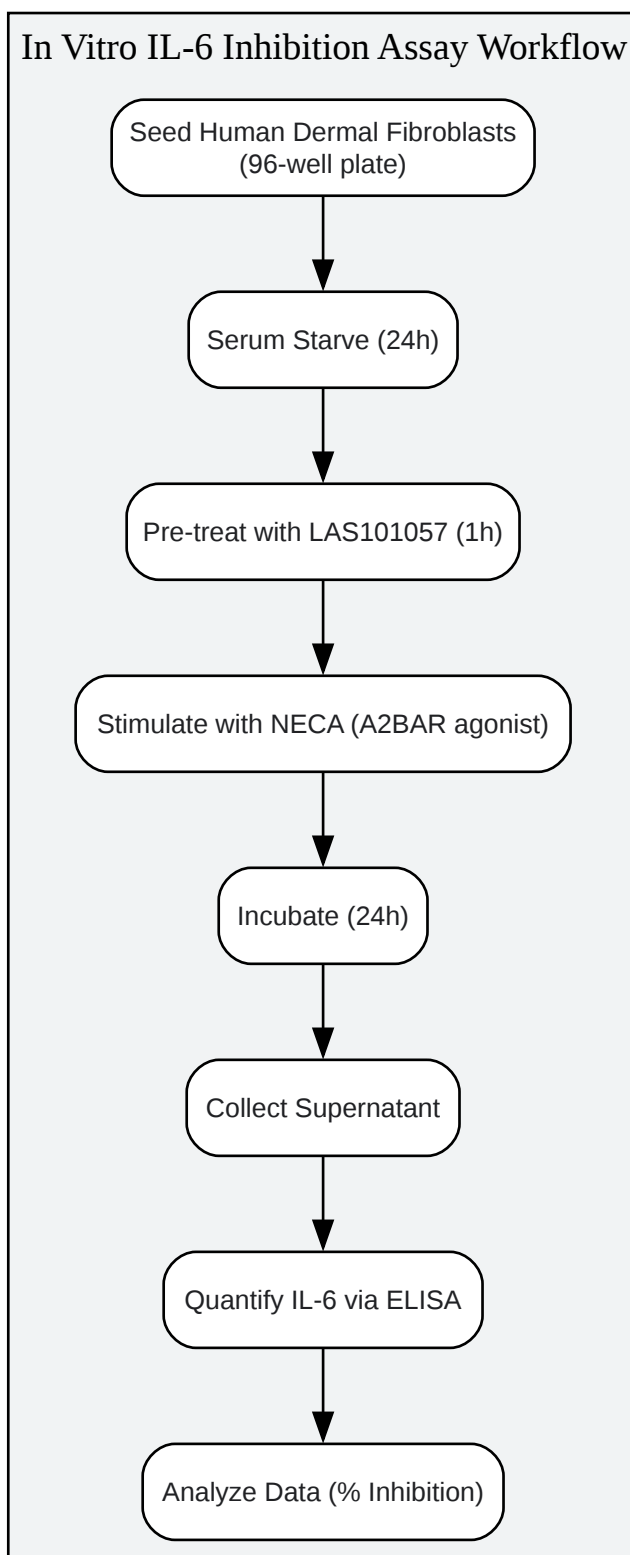 In Vitro IL-6 Inhibition Assay Workflow
Seed Human Dermal Fibroblasts
(96-well plate)
Serum Starve (24h)
Pre-treat with LAS101057 (1h)
Stimulate with NECA (A2BAR agonist)
Incubate (24h)
Collect Supernatant
Quantify IL-6 via ELISA
Analyze Data (% Inhibition)